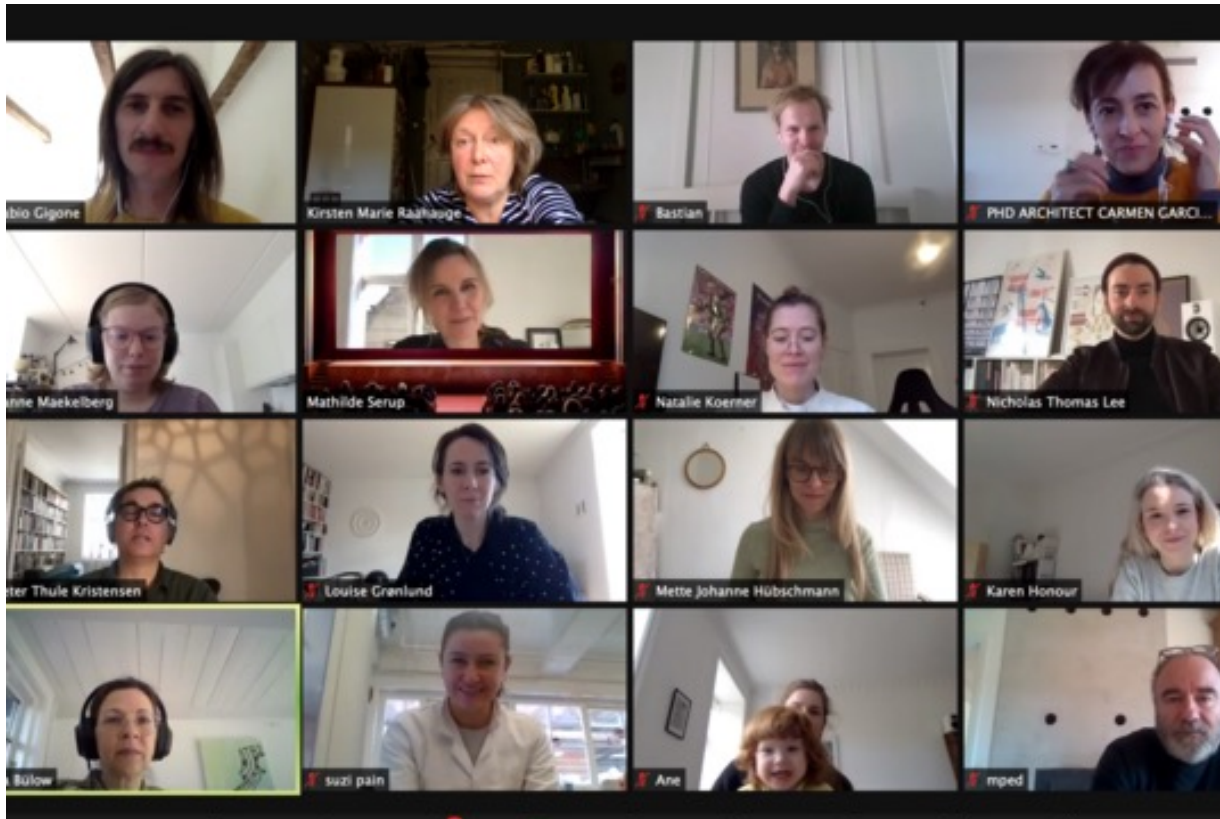 abio Gigone
Kirsten Marie Raahauge
Bastian
PHD ARCHITECT CARMEN GARCI...
anne Maekelberg
Mathilde Serup
Natalie Koerner
Nicholas Thomas Lee
eter Thule Kristensen
Louise Grønlund
Mette Johanne Hübschmann
Karen Honour
Bülow
suzi pain
Ane
mped